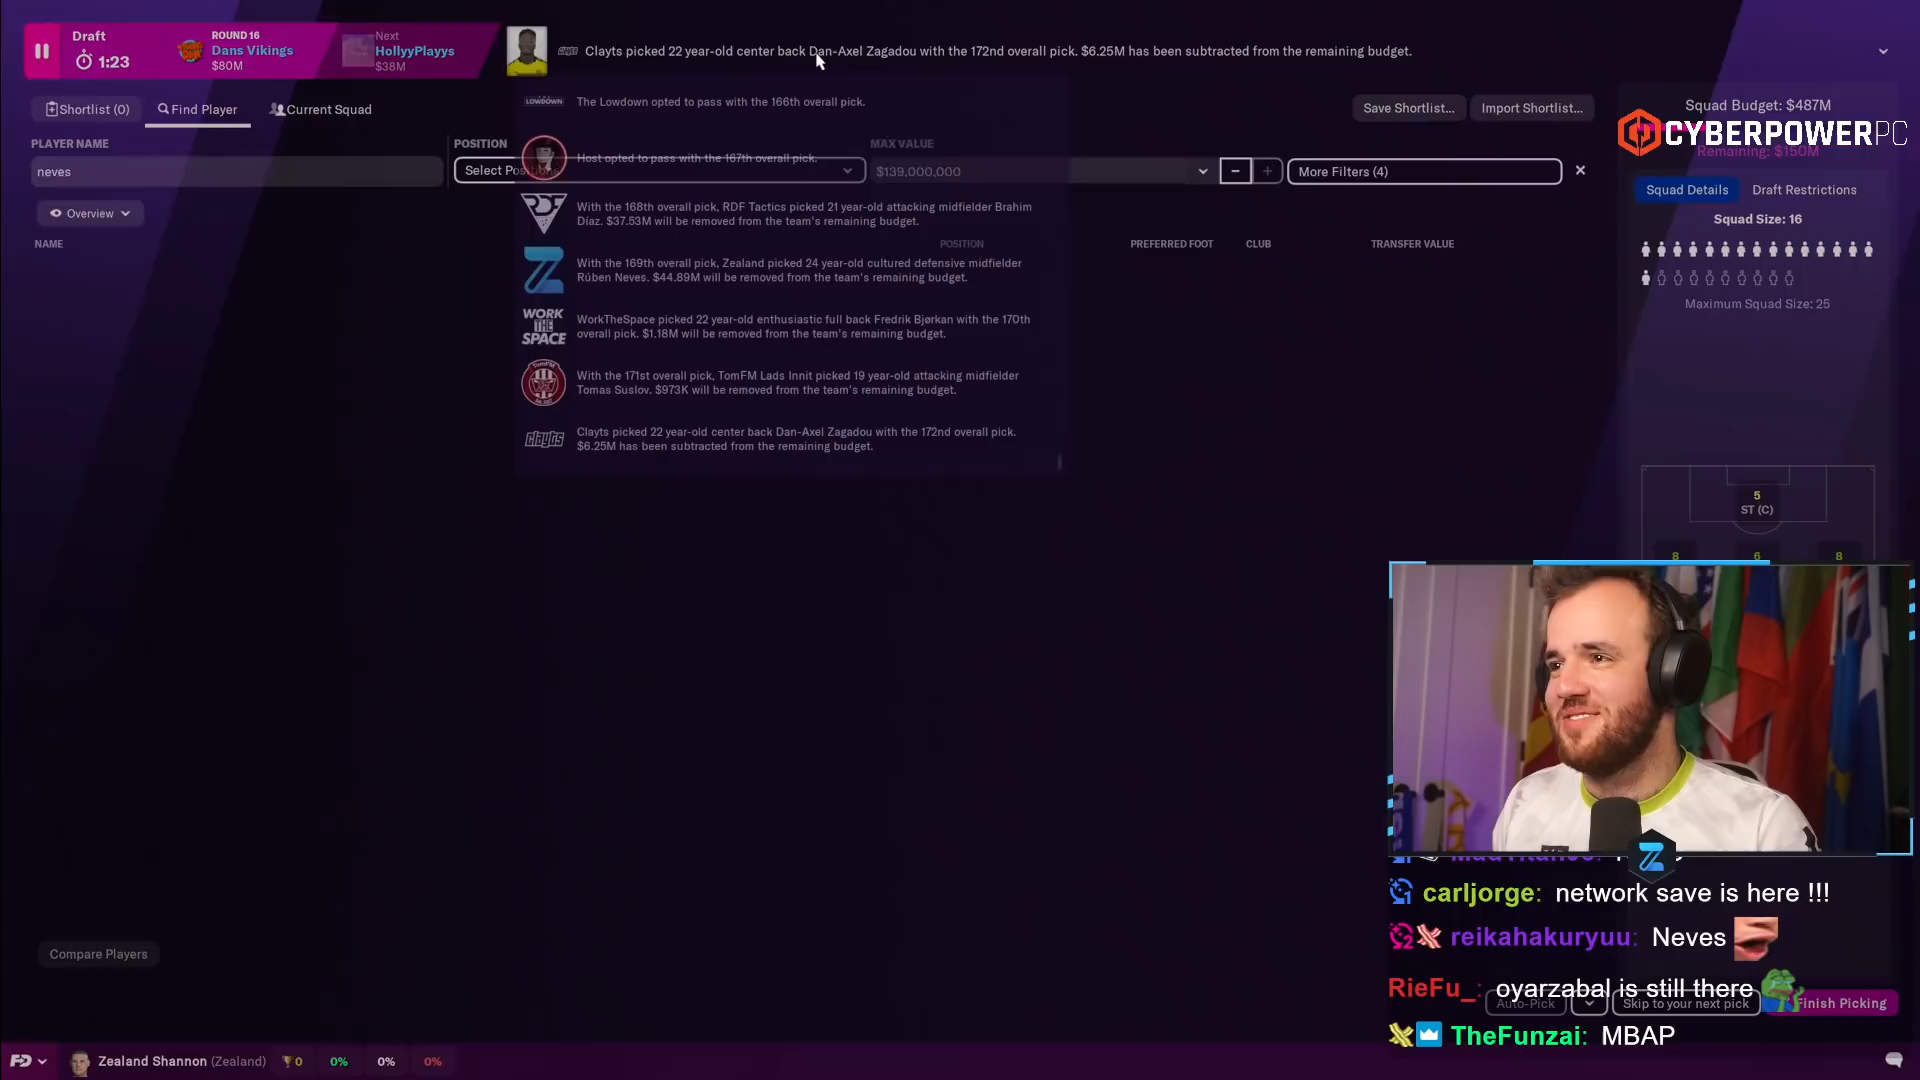 Draft
1:23
ROUND 16
Dans Vikings
$80M
Next
HollyyPlayys
$38M
Clayts picked 22 year-old center back Dan-Axel Zagadou with the 172nd overall pick. $6.25M has been subtracted from the remaining budget.
LOWDOWN
The Lowdown opted to pass with the 166th overall pick.
Shortlist (0)
Find Player
Current Squad
Save Shortlist...
Import Shortlist...
Squad Budget: $487M
CYBERPOWERPC
Remaining: $150M
PLAYER NAME
POSITION
MAX VALUE
Host opted to pass with the 167th overall pick.
neves
$139,000,000
More Filters (4)
Squad Details
Draft Restrictions
Overview
RDF
With the 168th overall pick, RDF Tactics picked 21 year-old attacking midfielder Brahim
Díaz. $37.53M will be removed from the team's remaining budget.
Squad Size: 16
NAME
POSITION
PREFERRED FOOT
CLUB
TRANSFER VALUE
With the 169th overall pick, Zealand picked 24 year-old cultured defensive midfielder
Rúben Neves. $44.89M will be removed from the team's remaining budget.
Maximum Squad Size: 25
WORK
THE
SPACE
WorkTheSpace picked 22 year-old enthusiastic full back Fredrik Bjørkan with the 170th
overall pick. $1.18M will be removed from the team's remaining budget.
TomFM
With the 171st overall pick, TomFM Lads Innit picked 19 year-old attacking midfielder
Tomas Suslov. $973K will be removed from the team's remaining budget.
clayts
Clayts picked 22 year-old center back Dan-Axel Zagadou with the 172nd overall pick.
$6.25M has been subtracted from the remaining budget.
5
ST (C)
8
6
8
carljorge: network save is here !!!
reikahakuryuu: Neves
RieFu_: oyarzabal is still there
TheFunzai: MBAP
Compare Players
Auto-Pick
Skip to your next pick
Finish Picking
Zealand Shannon (Zealand)
0
0%
0%
0%